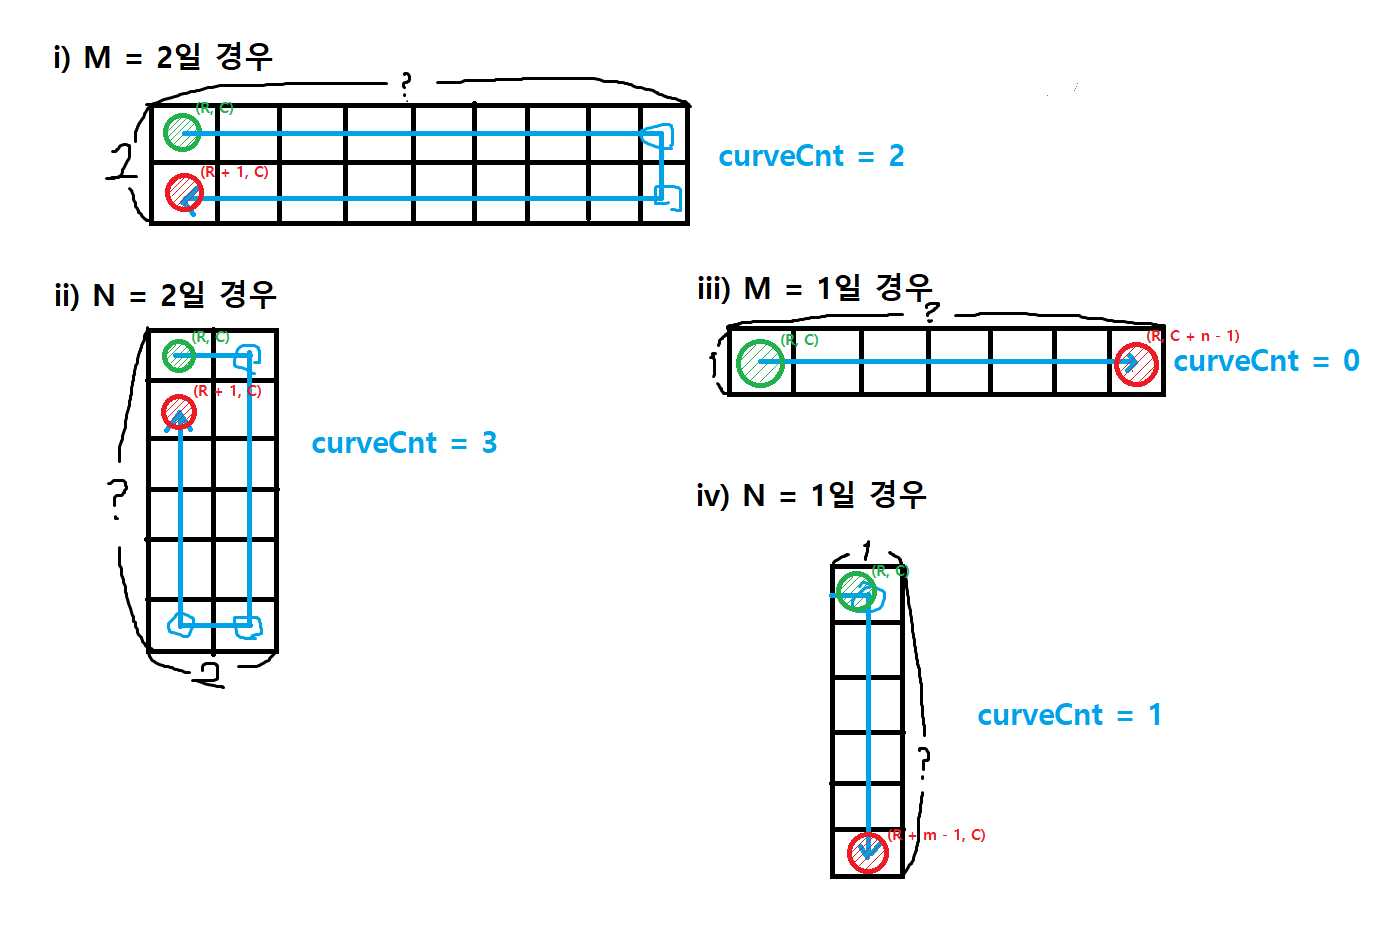 i) M = 2일 경우
?
(R, C)
2
(R + 1, C)
curveCnt = 2
ii) N = 2일 경우
(R, C)
(R + 1, C)
?
2
curveCnt = 3
iii) M = 1일 경우
?
1
(R, C)
(R, C + n - 1)
curveCnt = 0
iv) N = 1일 경우
1
(R, C)
?
(R + m - 1, C)
curveCnt = 1